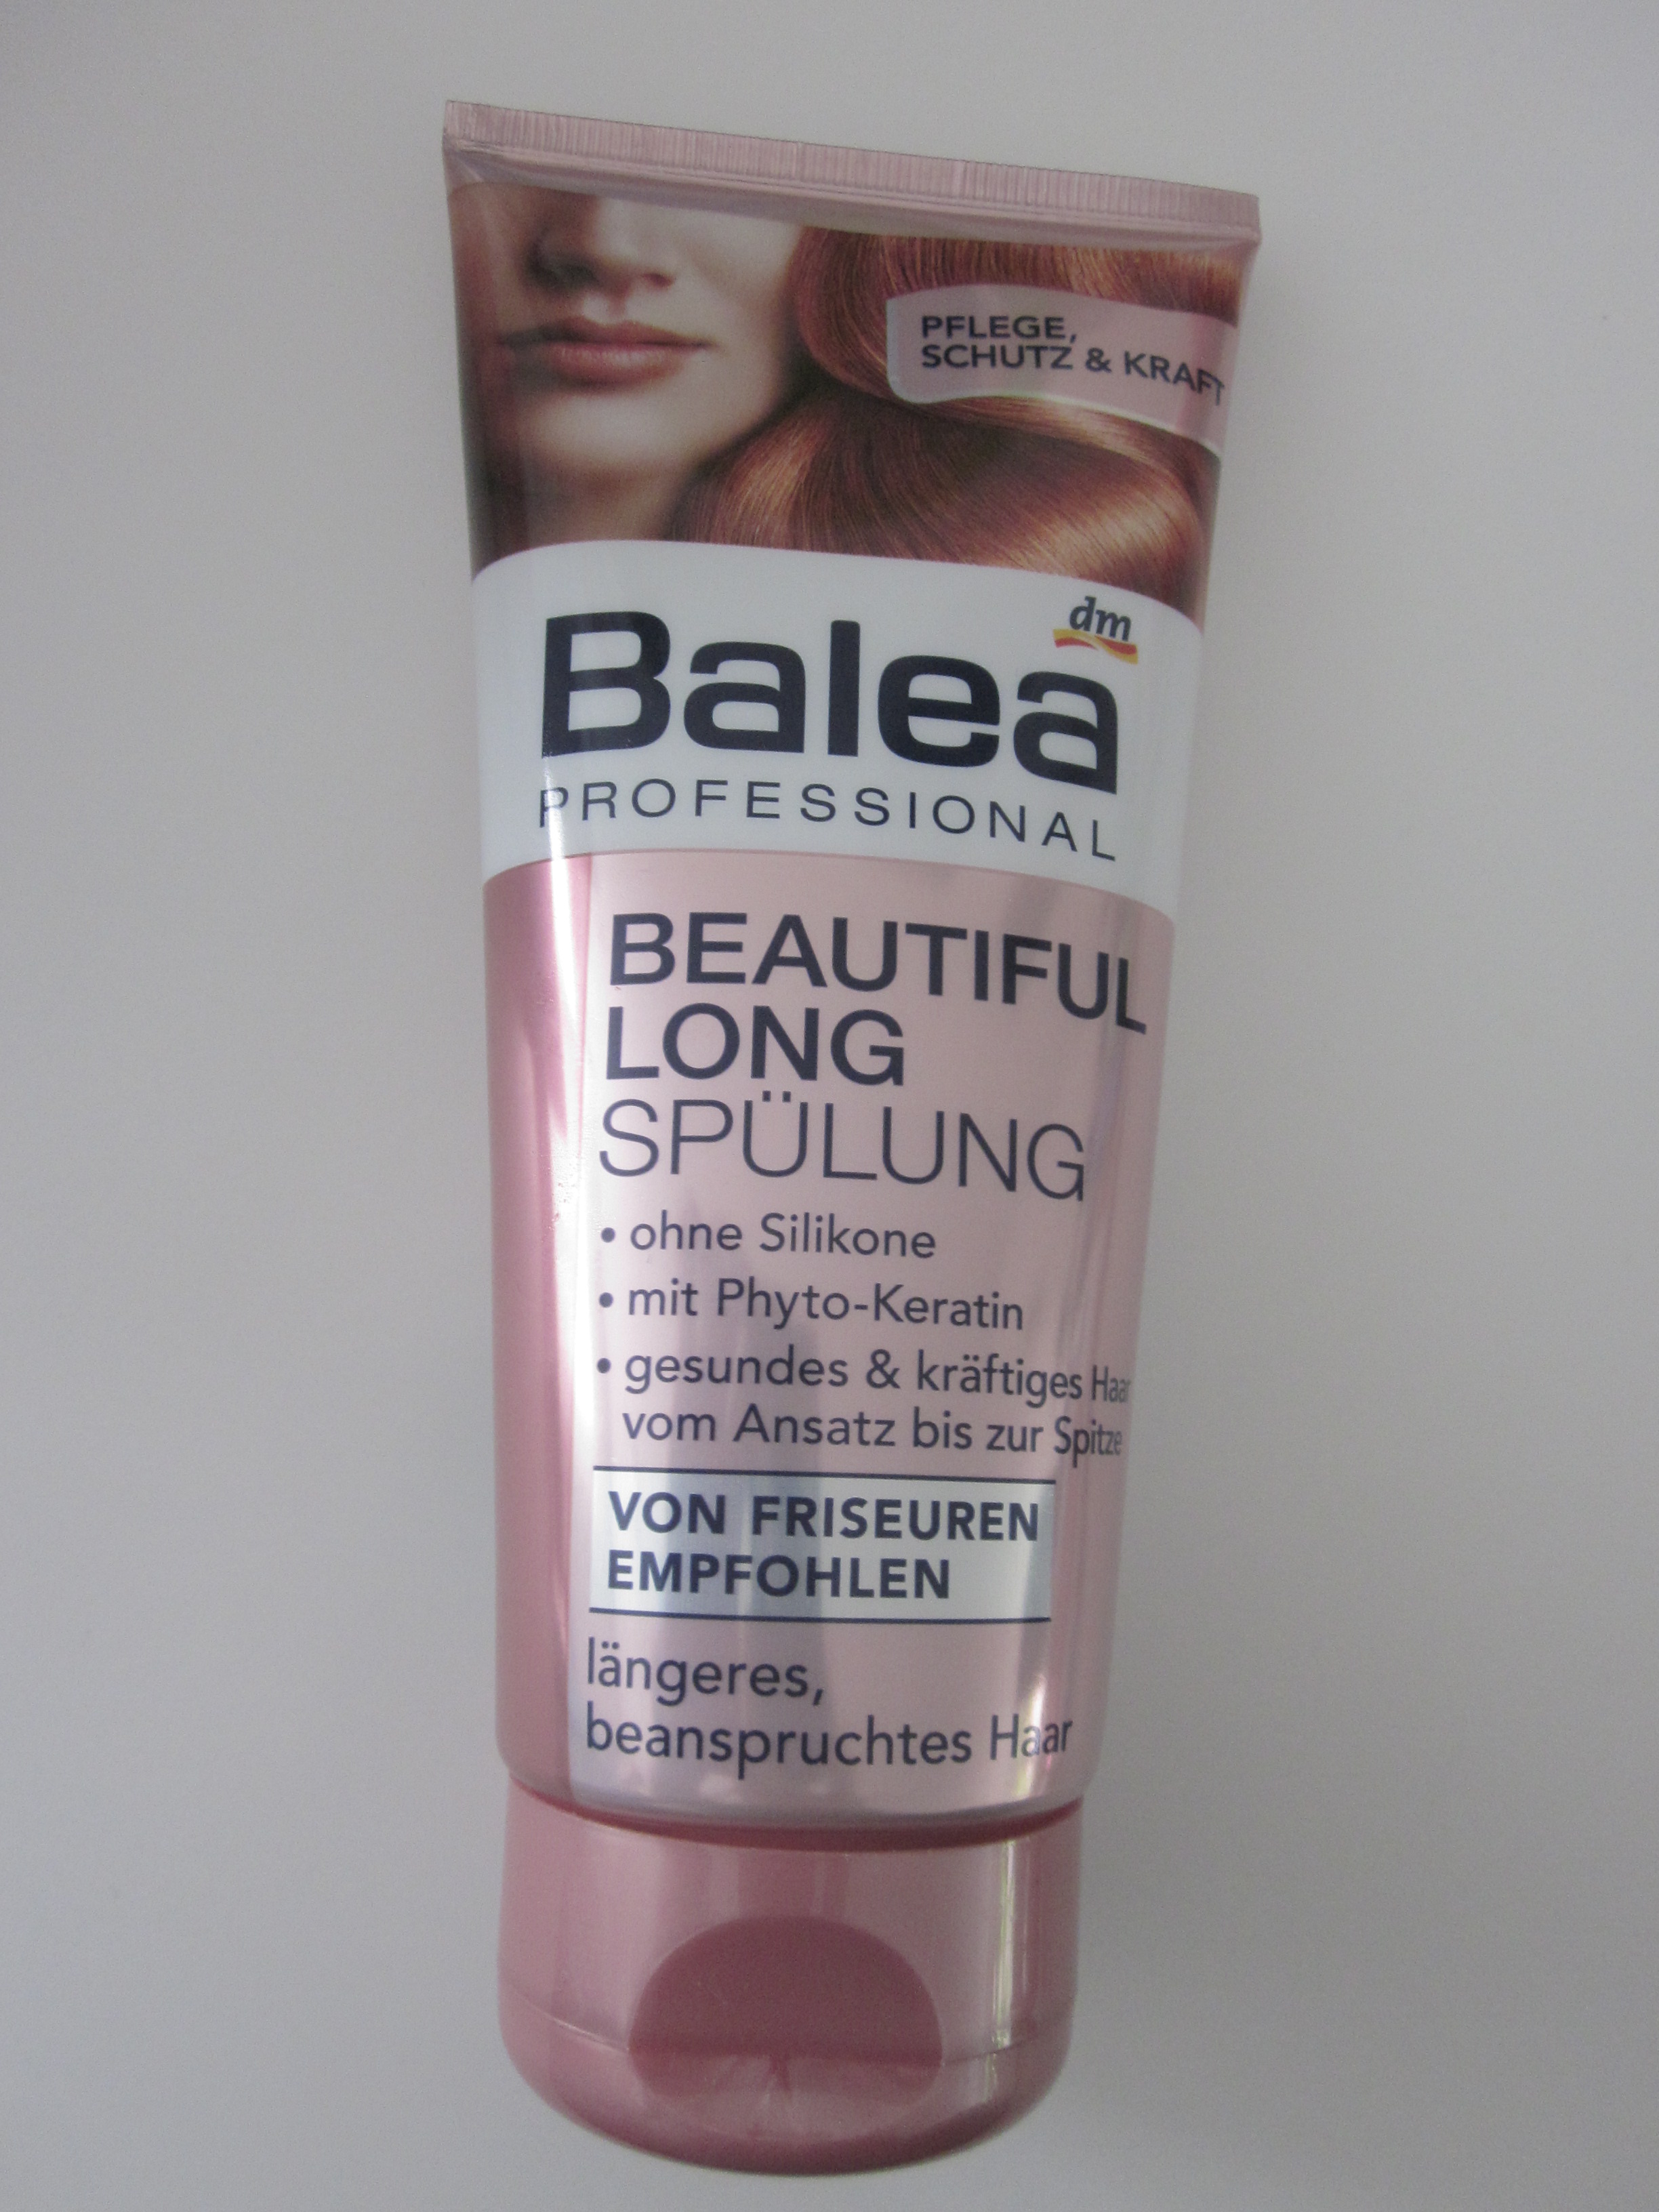 PFLEGE,
SCHUTZ & KRAFT
dm
Balea
PROFESSIONAL
BEAUTIFUL
LONG
SPÜLUNG
• ohne Silikone
• mit Phyto-Keratin
• gesundes & kräftiges Haar
vom Ansatz bis zur Spitze
VON FRISEUREN
EMPFOHLEN
längeres,
beanspruchtes Haar